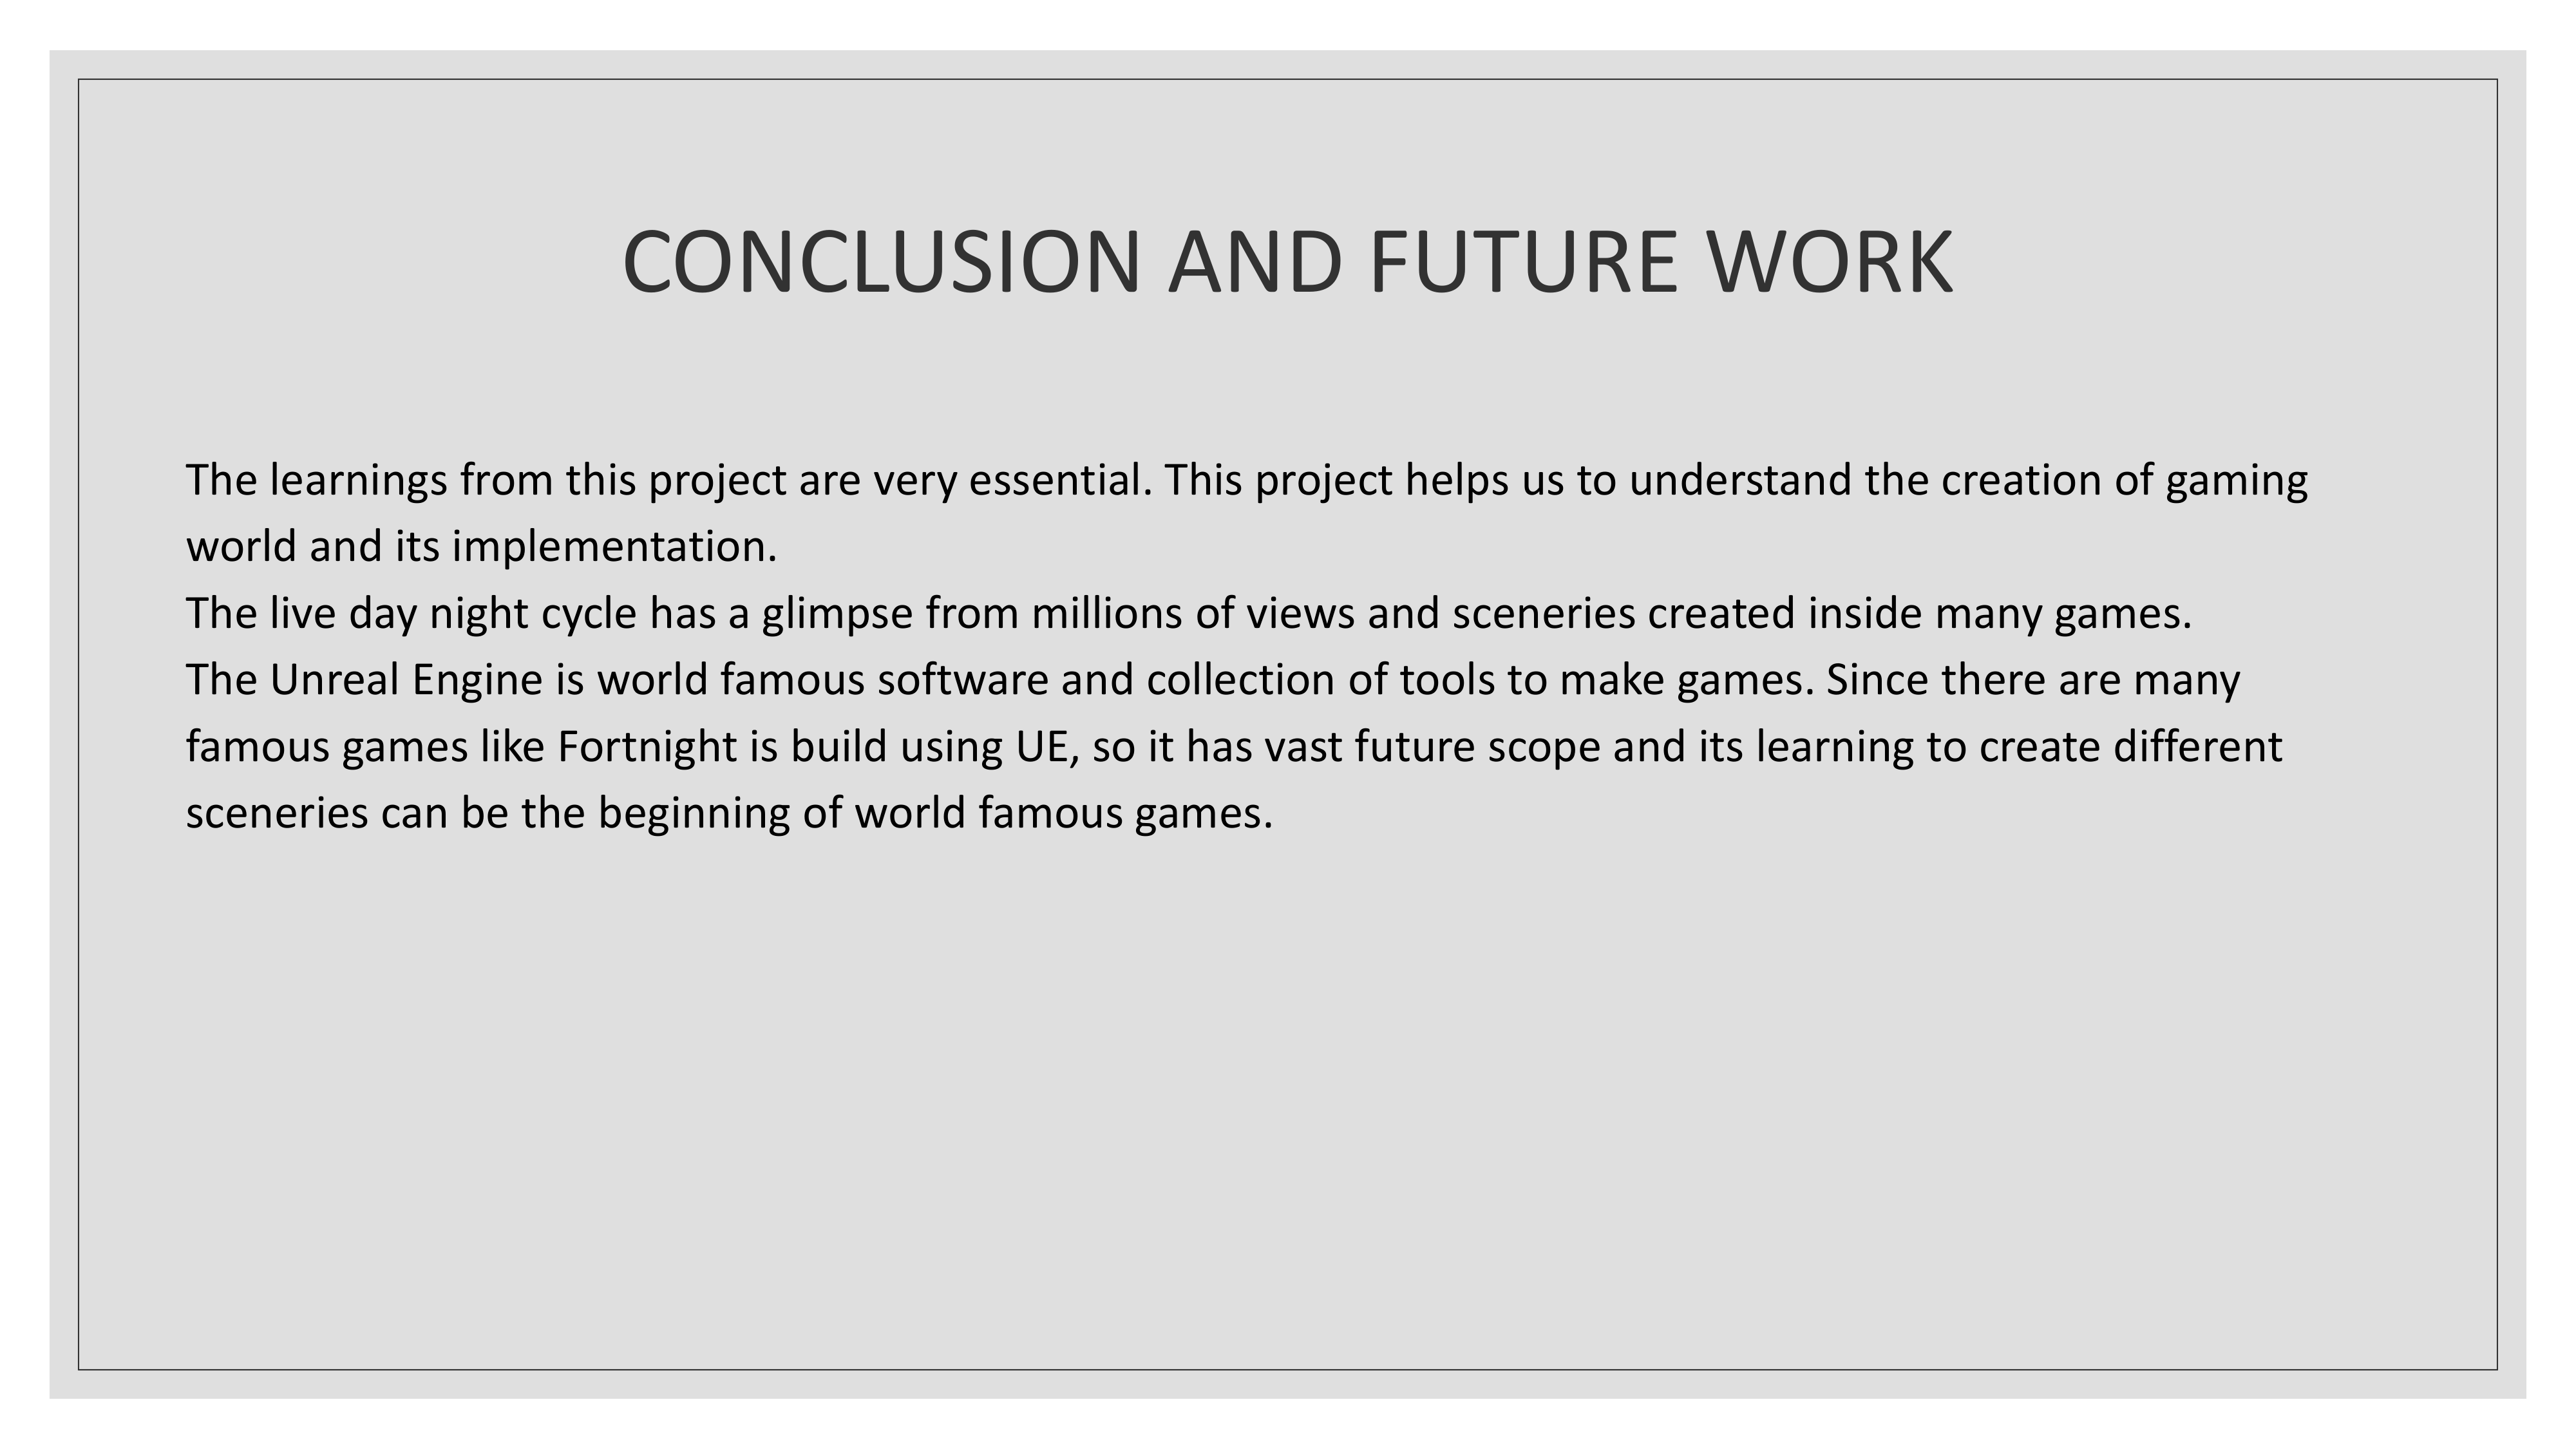 CONCLUSION AND FUTURE WORK
The learnings from this project are very essential. This project helps us to understand the creation of gaming
world and its implementation.
The live day night cycle has a glimpse from millions of views and sceneries created inside many games.
The Unreal Engine is world famous software and collection of tools to make games. Since there are many
famous games like Fortnight is build using UE, so it has vast future scope and its learning to create different
sceneries can be the beginning of world famous games.